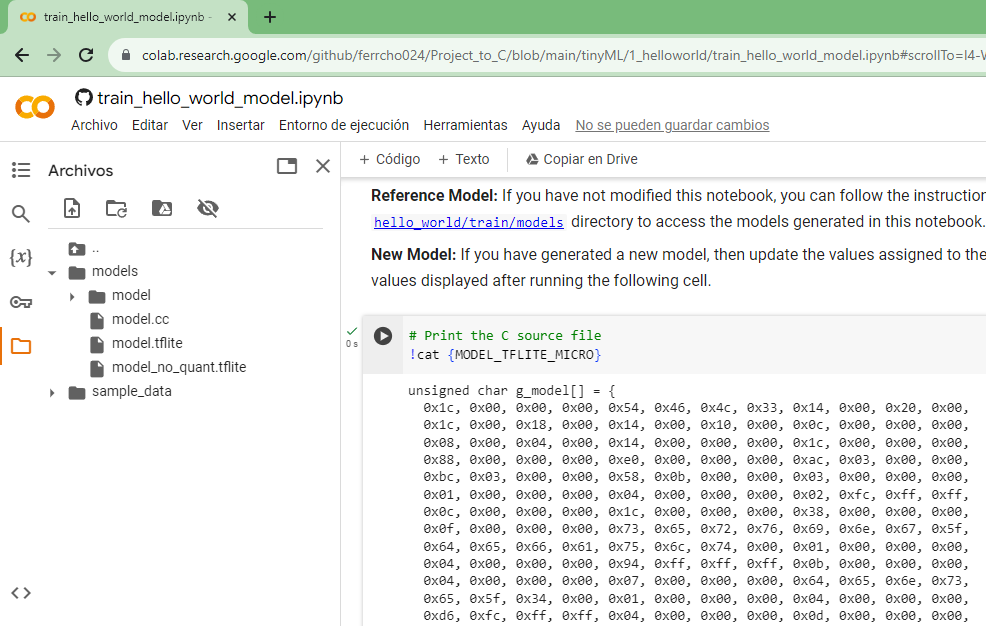 train_hello_world_model.ipynb -
colab.research.google.com/github/ferrcho024/Project_to_C/blob/main/tinyML/1_helloworld/train_hello_world_model.ipynb#scrollTo=l4-W
train_hello_world_model.ipynb
Archivo Editar Ver Insertar Entorno de ejecución Herramientas Ayuda No se pueden guardar cambios
Archivos
+ Código + Texto Copiar en Drive
..
models
model
model.cc
model.tflite
model_no_quant.tflite
sample_data
Reference Model: If you have not modified this notebook, you can follow the instruction
hello_world/train/models directory to access the models generated in this notebook.
New Model: If you have generated a new model, then update the values assigned to the
values displayed after running the following cell.
0 s
# Print the C source file
!cat {MODEL_TFLITE_MICRO}
unsigned char g_model[] = {
0x1c, 0x00, 0x00, 0x00, 0x54, 0x46, 0x4c, 0x33, 0x14, 0x00, 0x20, 0x00,
0x1c, 0x00, 0x18, 0x00, 0x14, 0x00, 0x10, 0x00, 0x0c, 0x00, 0x00, 0x00,
0x08, 0x00, 0x04, 0x00, 0x14, 0x00, 0x00, 0x00, 0x1c, 0x00, 0x00, 0x00,
0x88, 0x00, 0x00, 0x00, 0xe0, 0x00, 0x00, 0x00, 0xac, 0x03, 0x00, 0x00,
0xbc, 0x03, 0x00, 0x00, 0x58, 0x0b, 0x00, 0x00, 0x03, 0x00, 0x00, 0x00,
0x01, 0x00, 0x00, 0x00, 0x04, 0x00, 0x00, 0x00, 0x02, 0xfc, 0xff, 0xff,
0x0c, 0x00, 0x00, 0x00, 0x1c, 0x00, 0x00, 0x00, 0x38, 0x00, 0x00, 0x00,
0x0f, 0x00, 0x00, 0x00, 0x73, 0x65, 0x72, 0x76, 0x69, 0x6e, 0x67, 0x5f,
0x64, 0x65, 0x66, 0x61, 0x75, 0x6c, 0x74, 0x00, 0x01, 0x00, 0x00, 0x00,
0x04, 0x00, 0x00, 0x00, 0x94, 0xff, 0xff, 0xff, 0x0b, 0x00, 0x00, 0x00,
0x04, 0x00, 0x00, 0x00, 0x07, 0x00, 0x00, 0x00, 0x64, 0x65, 0x6e, 0x73,
0x65, 0x5f, 0x34, 0x00, 0x01, 0x00, 0x00, 0x00, 0x04, 0x00, 0x00, 0x00,
0xd6, 0xfc, 0xff, 0xff, 0x04, 0x00, 0x00, 0x00, 0x0d, 0x00, 0x00, 0x00,